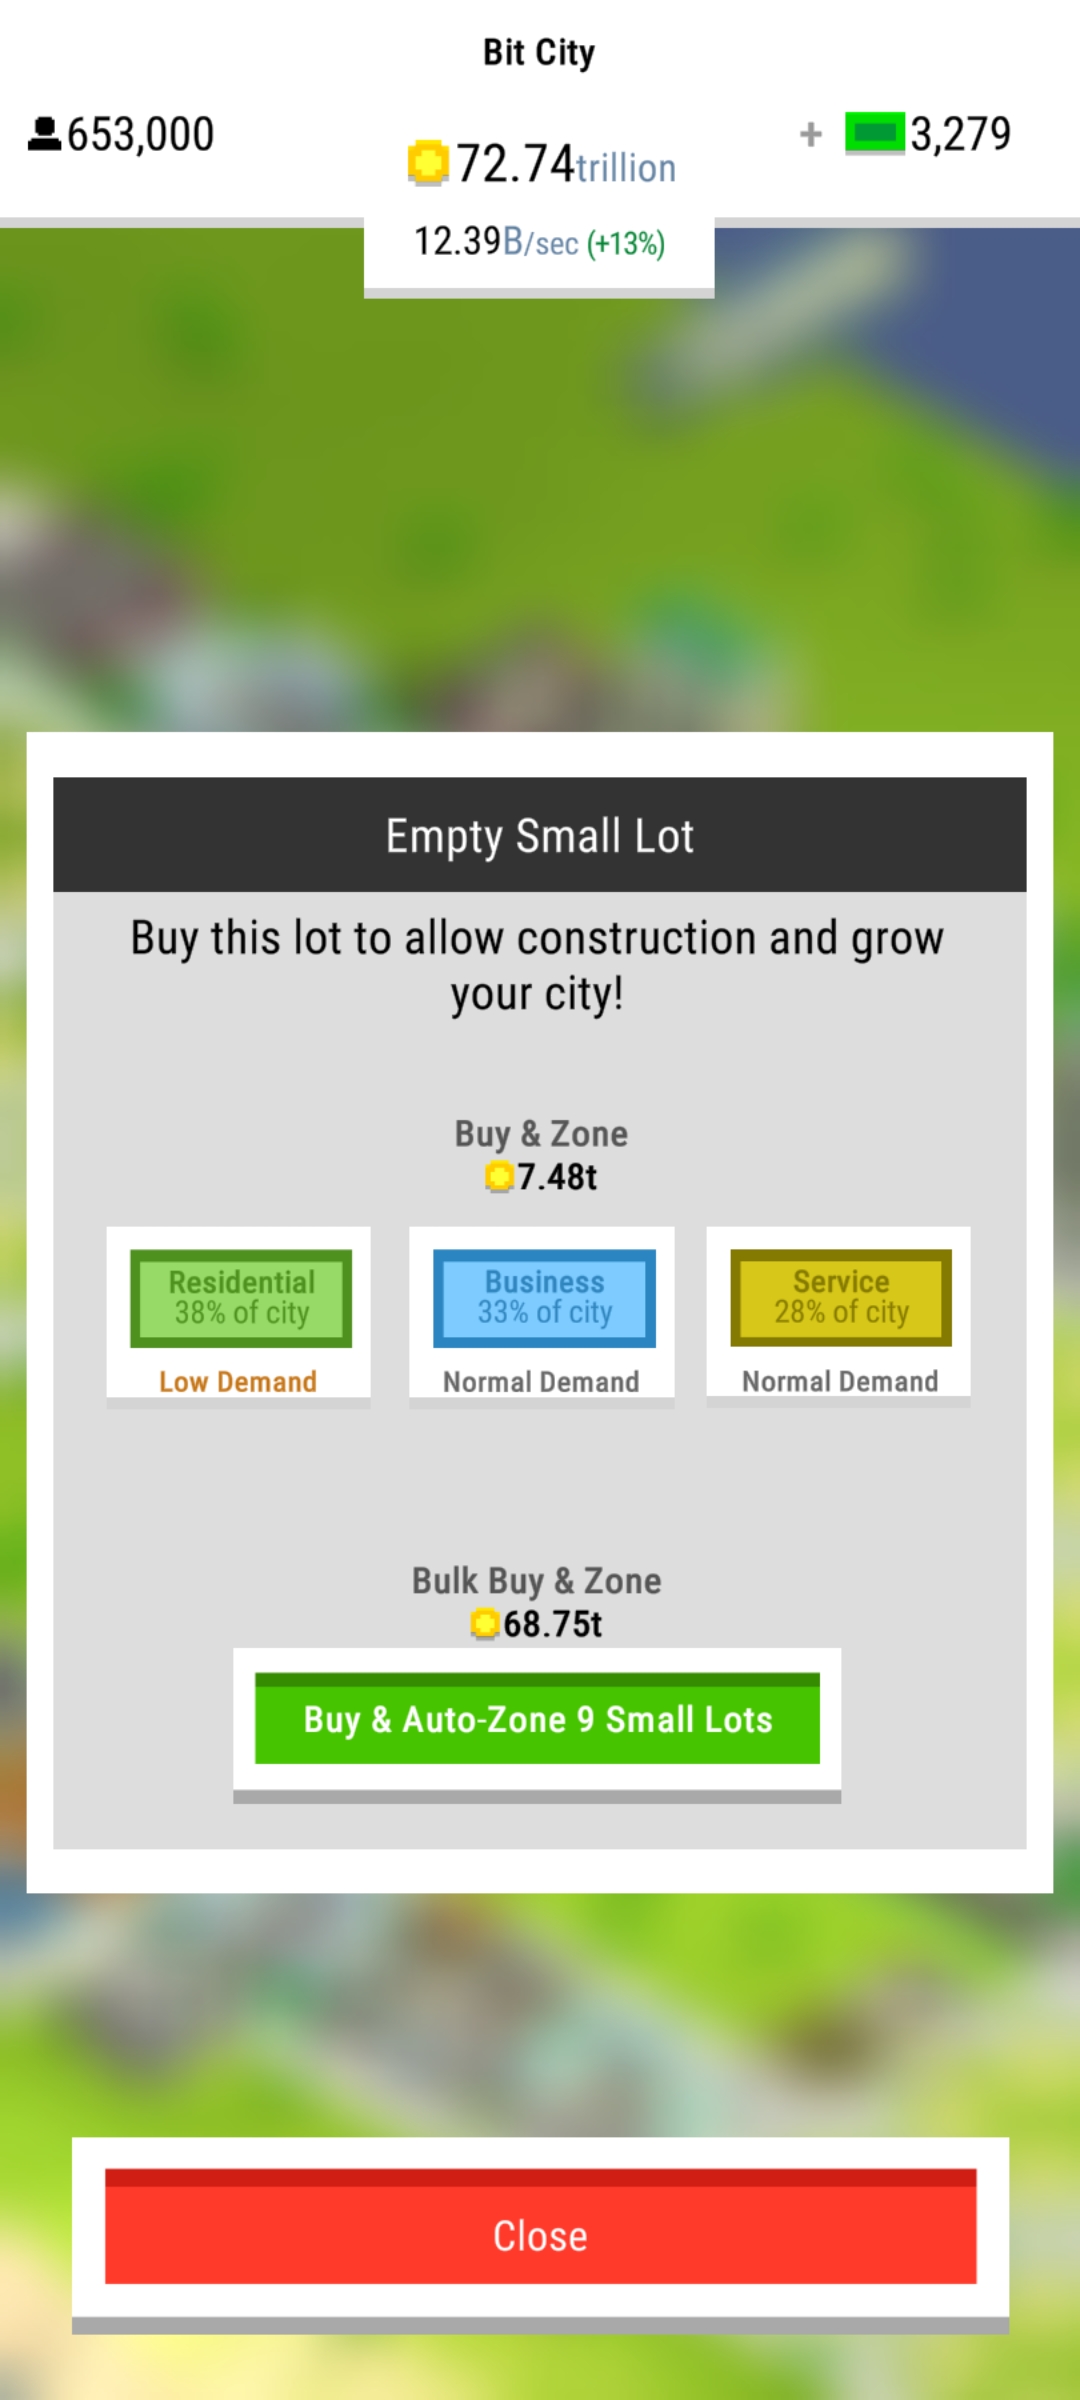 Bit City
653,000
72.74trillion
+ 3,279
12.39B/sec (+13%)
Empty Small Lot
Buy this lot to allow construction and grow
your city!
Buy & Zone
7.48t
Residential
38% of city
Low Demand
Business
33% of city
Normal Demand
Service
28% of city
Normal Demand
Bulk Buy & Zone
68.75t
Buy & Auto-Zone 9 Small Lots
Close